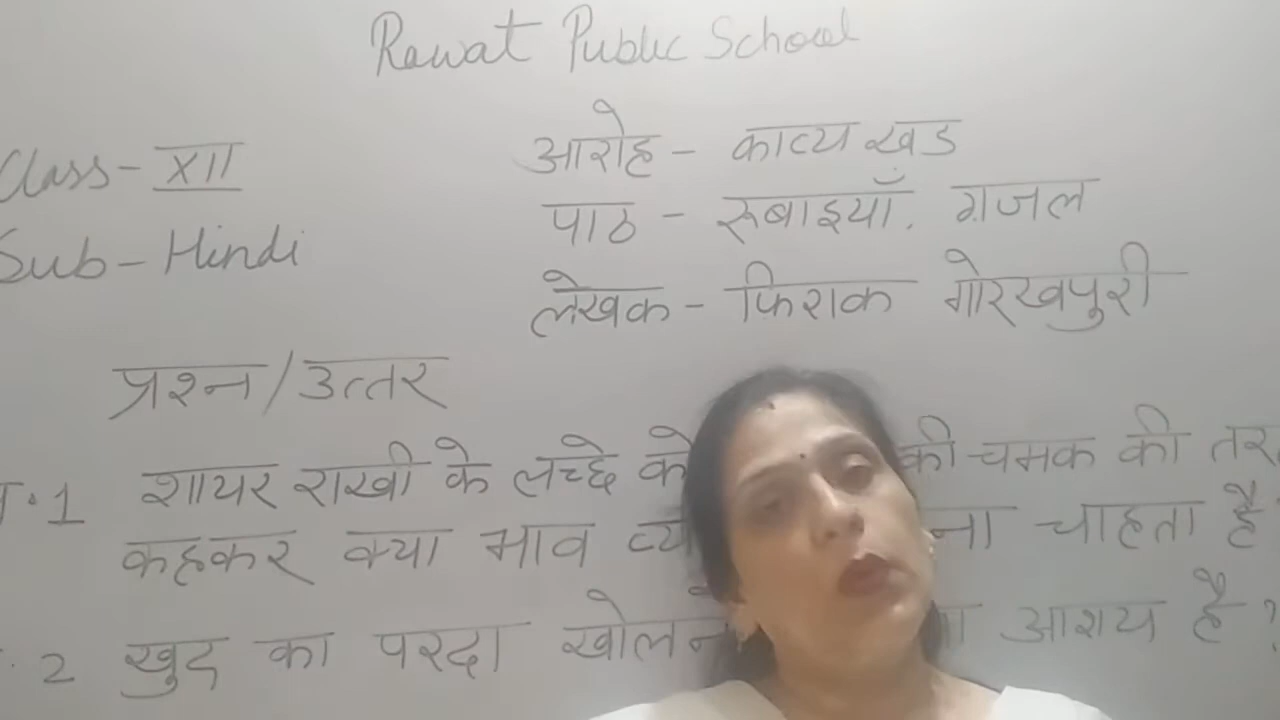 Rawat Public School
आरोह - काव्य खंड
Class - XII
पाठ - रूबाइयाँ, ग़जल
Sub - Hindi
लेखक - फिराक गोरखपुरी
प्रश्न/उत्तर
1 शायर राखी के लच्छे की चमक की
कहकर क्या भाव चाहता है
2 खुद का परदा आशय है ?